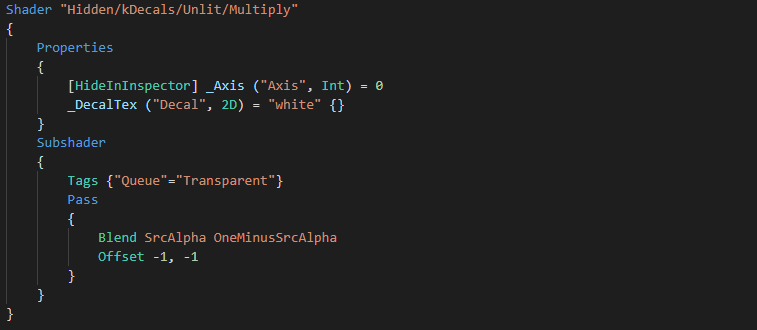 Shader "Hidden/kDecals/Unlit/Multiply"
{
Properties
{
[HideInInspector] _Axis ("Axis", Int) = 0
_DecalTex ("Decal", 2D) = "white" {}
}
Subshader
{
Tags {"Queue"="Transparent"}
Pass
{
Blend SrcAlpha OneMinusSrcAlpha
Offset -1, -1
}
}
}